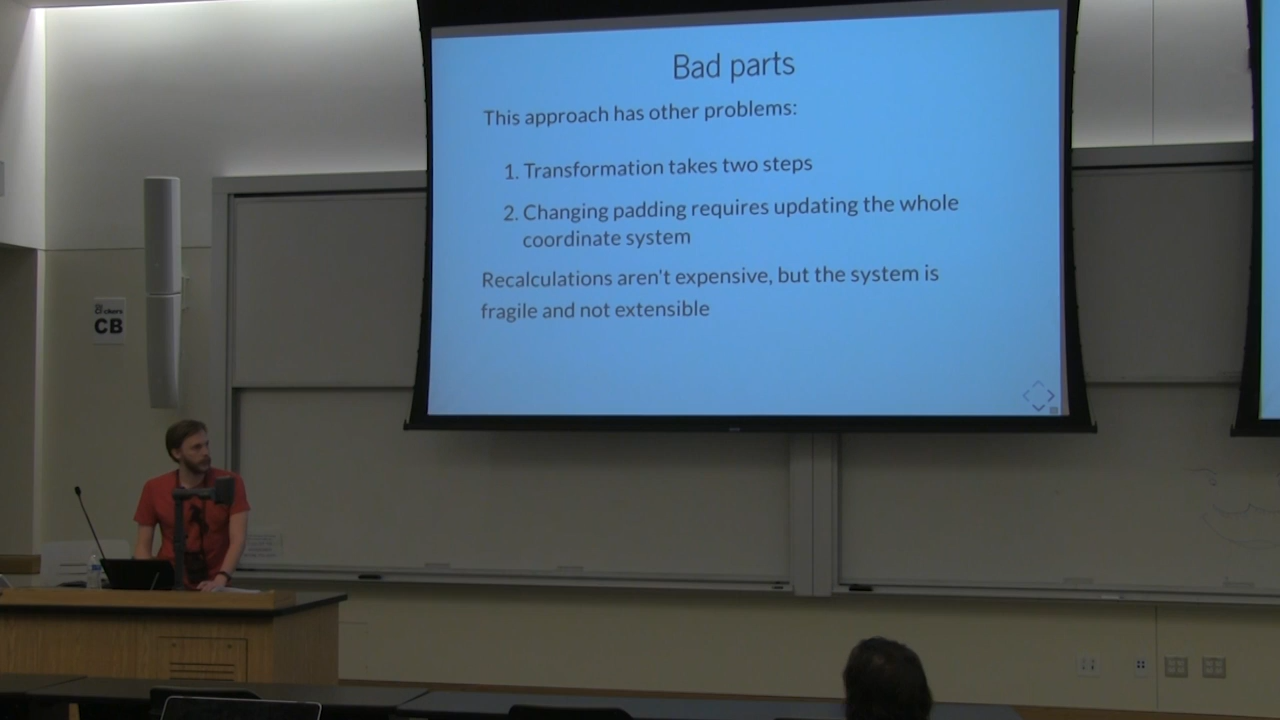 Bad parts
This approach has other problems:
1. Transformation takes two steps
2. Changing padding requires updating the whole
coordinate system
Recalculations aren't expensive, but the system is
fragile and not extensible
CB